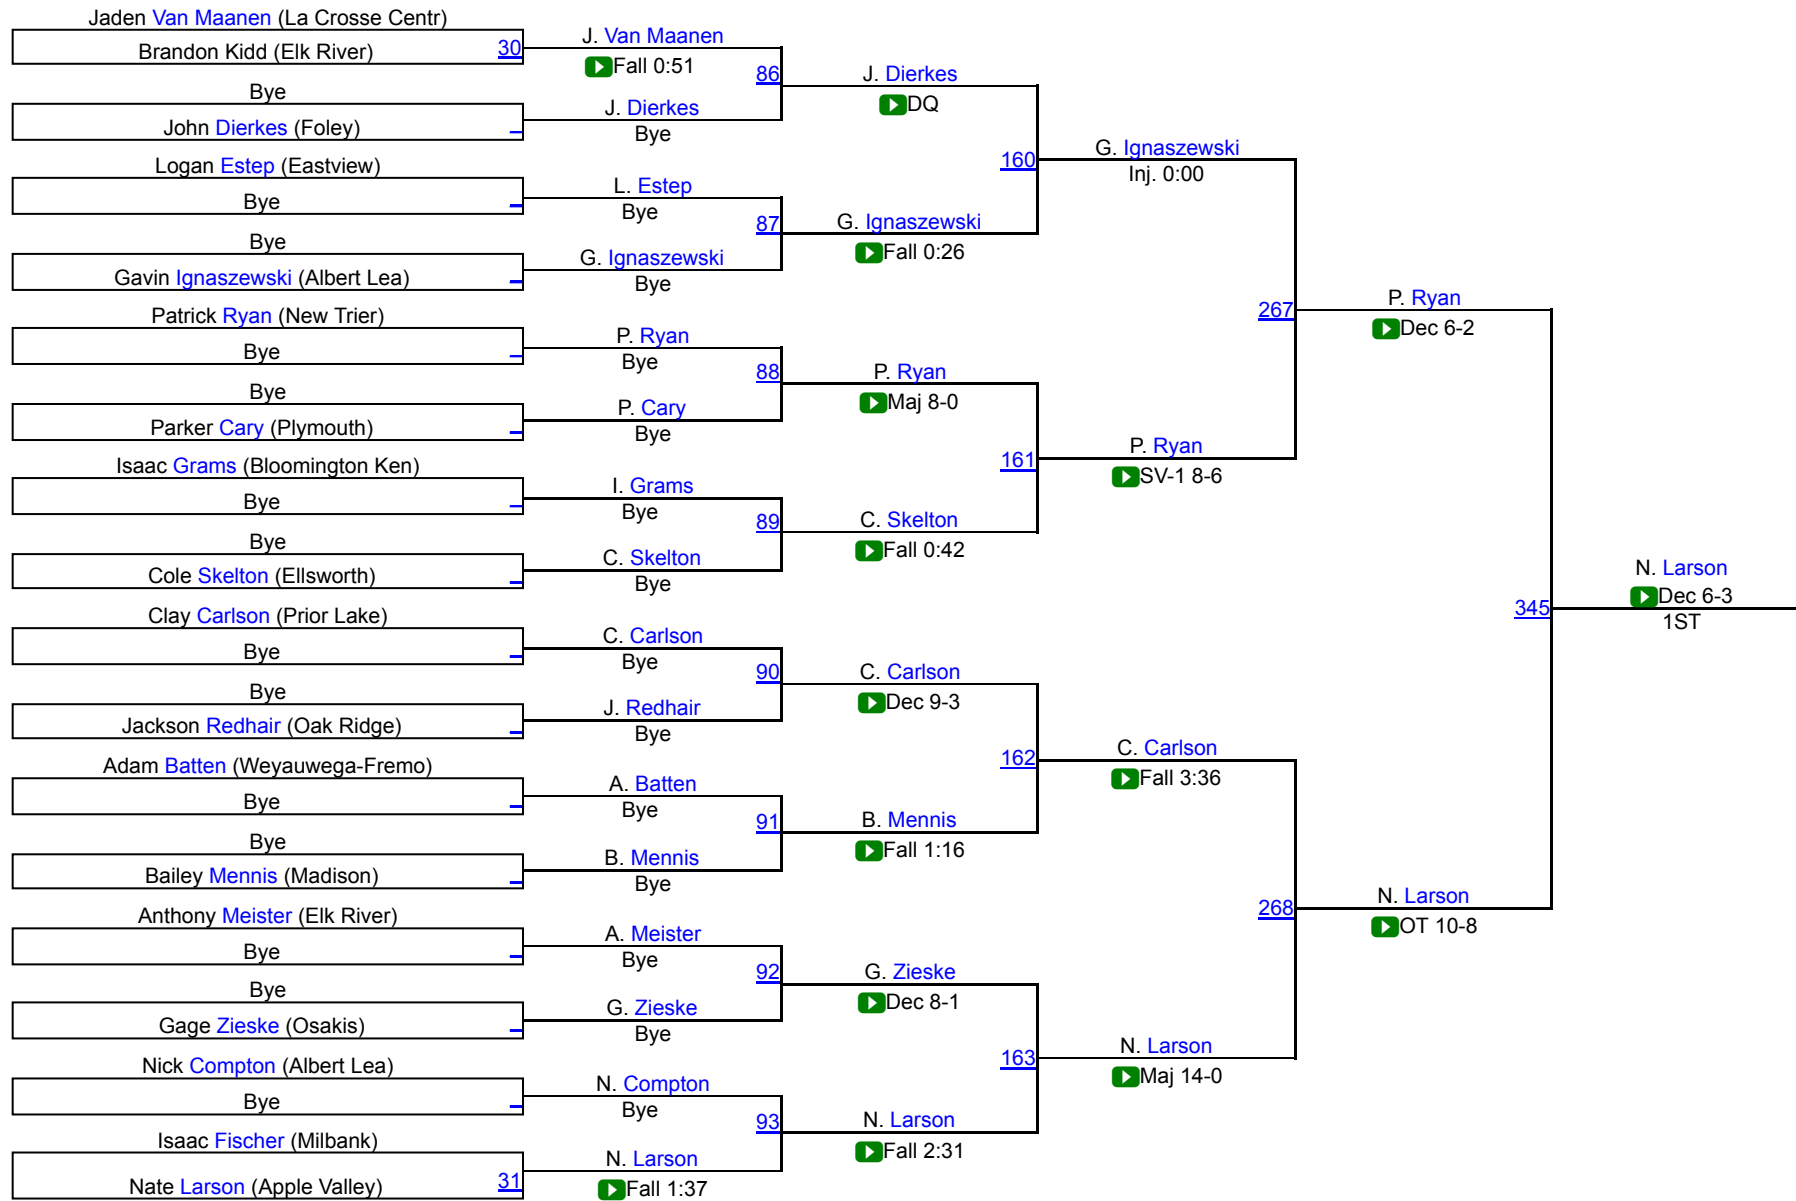 Jaden Van Maanen (La Crosse Centr)
Brandon Kidd (Elk River) 30
Bye
John Dierkes (Foley)
Logan Estep (Eastview)
Bye
Bye
Gavin Ignaszewski (Albert Lea)
Patrick Ryan (New Trier)
Bye
Bye
Parker Cary (Plymouth)
Isaac Grams (Bloomington Ken)
Bye
Bye
Cole Skelton (Ellsworth)
Clay Carlson (Prior Lake)
Bye
Bye
Jackson Redhair (Oak Ridge)
Adam Batten (Weyauwega-Fremo)
Bye
Bye
Bailey Mennis (Madison)
Anthony Meister (Elk River)
Bye
Bye
Gage Zieske (Osakis)
Nick Compton (Albert Lea)
Bye
Isaac Fischer (Milbank)
Nate Larson (Apple Valley) 31
J. Van Maanen
Fall 0:51
86
J. Dierkes
Bye
L. Estep
Bye
87
G. Ignaszewski
Bye
P. Ryan
Bye
88
P. Cary
Bye
I. Grams
Bye
89
C. Skelton
Bye
C. Carlson
Bye
90
J. Redhair
Bye
A. Batten
Bye
91
B. Mennis
Bye
A. Meister
Bye
92
G. Zieske
Bye
N. Compton
Bye
93
N. Larson
Fall 1:37
J. Dierkes
DQ
160
G. Ignaszewski
Fall 0:26
P. Ryan
Maj 8-0
161
C. Skelton
Fall 0:42
C. Carlson
Dec 9-3
162
B. Mennis
Fall 1:16
G. Zieske
Dec 8-1
163
N. Larson
Fall 2:31
G. Ignaszewski
Inj. 0:00
267
P. Ryan
SV-1 8-6
C. Carlson
Fall 3:36
268
N. Larson
Maj 14-0
P. Ryan
Dec 6-2
345
N. Larson
OT 10-8
N. Larson
Dec 6-3
1ST